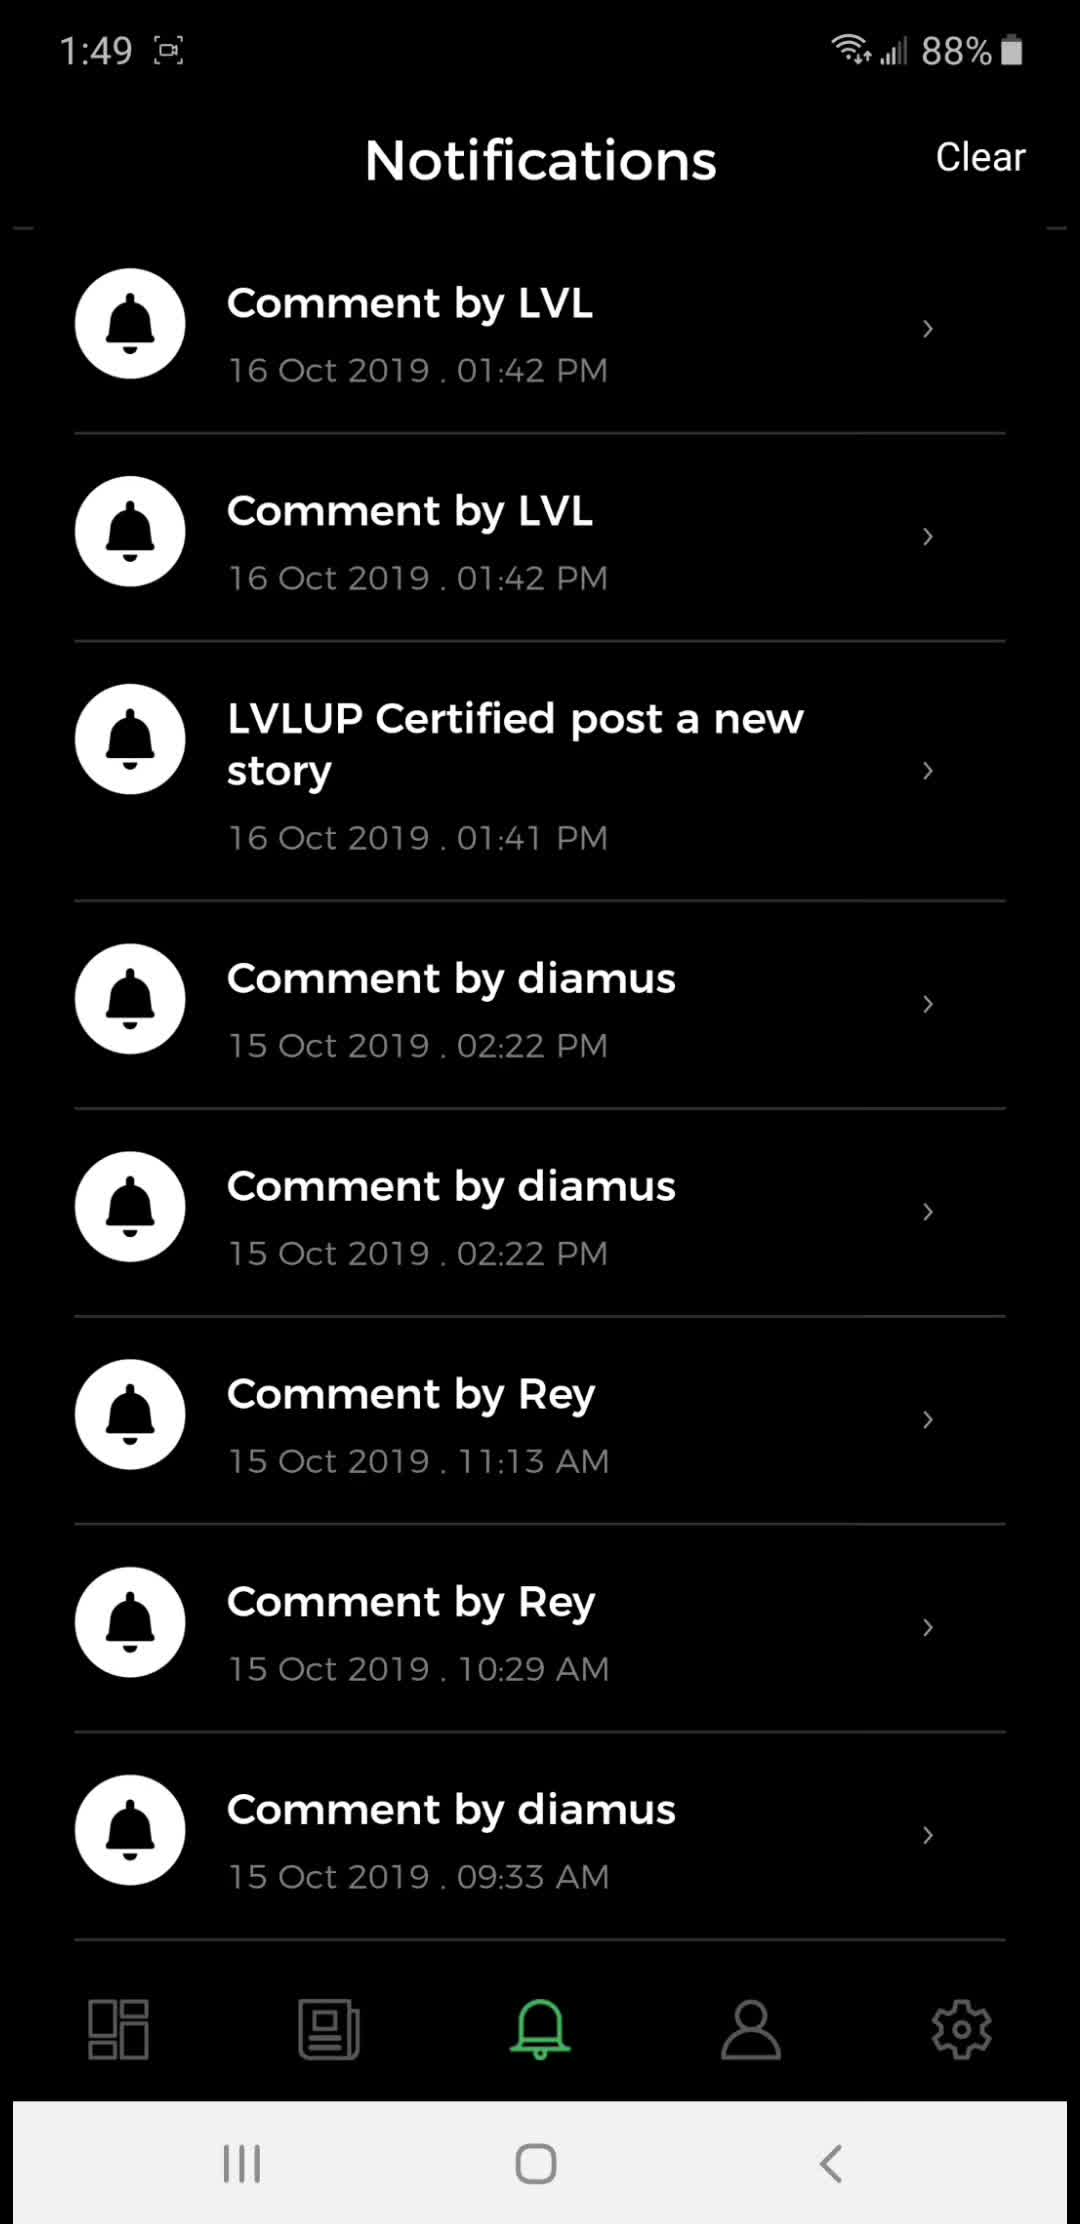 1:49 88%
Notifications Clear
Comment by LVL
16 Oct 2019 . 01:42 PM
Comment by LVL
16 Oct 2019 . 01:42 PM
LVLUP Certified post a new
story
16 Oct 2019 . 01:41 PM
Comment by diamus
15 Oct 2019 . 02:22 PM
Comment by diamus
15 Oct 2019 . 02:22 PM
Comment by Rey
15 Oct 2019 . 11:13 AM
Comment by Rey
15 Oct 2019 . 10:29 AM
Comment by diamus
15 Oct 2019 . 09:33 AM